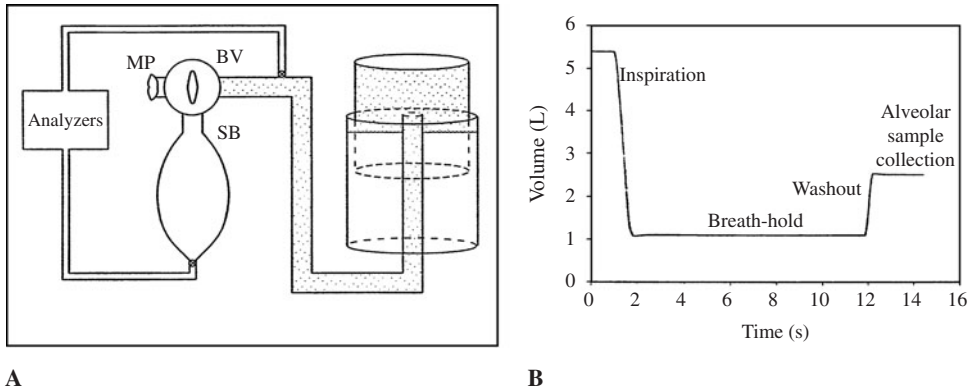 MP
BV
Analyzers
SB
A
6
5
4
3
2
1
0
Volume (L)
Inspiration
Alveolar
sample
collection
Washout
Breath-hold
0 2 4 6 8 10 12 14 16
Time (s)
B